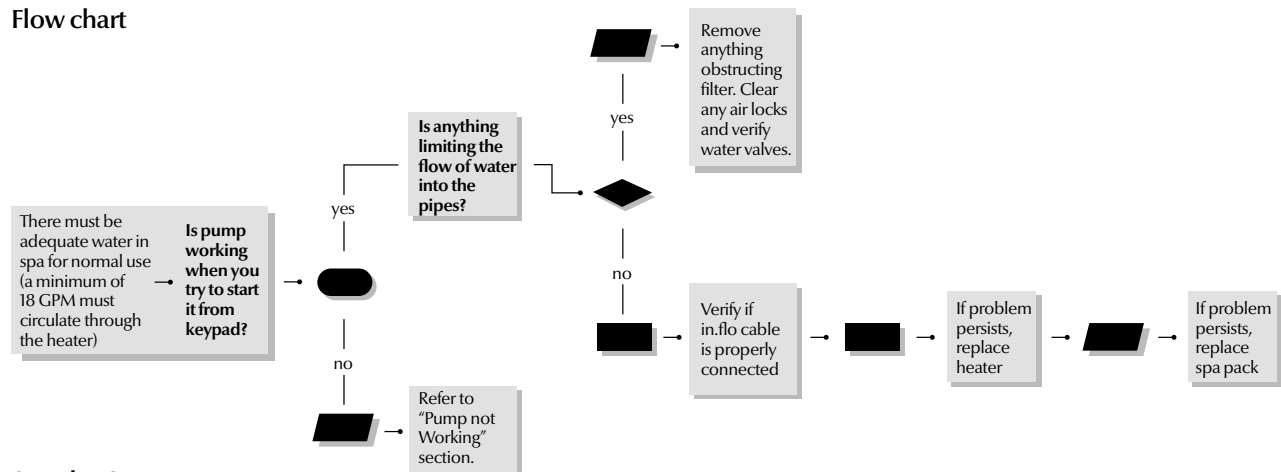 Flow chart
There must be
adequate water in
spa for normal use
(a minimum of
18 GPM must
circulate through
the heater)
Is pump
working
when you
try to start
it from
keypad?
yes
no
Is anything
limiting the
flow of water
into the
pipes?
yes
no
Remove
anything
obstructing
filter. Clear
any air locks
and verify
water valves.
Verify if
in.flo cable
is properly
connected
If problem
persists,
replace
heater
If problem
persists,
replace
spa pack
Refer to
“Pump not
Working”
section.